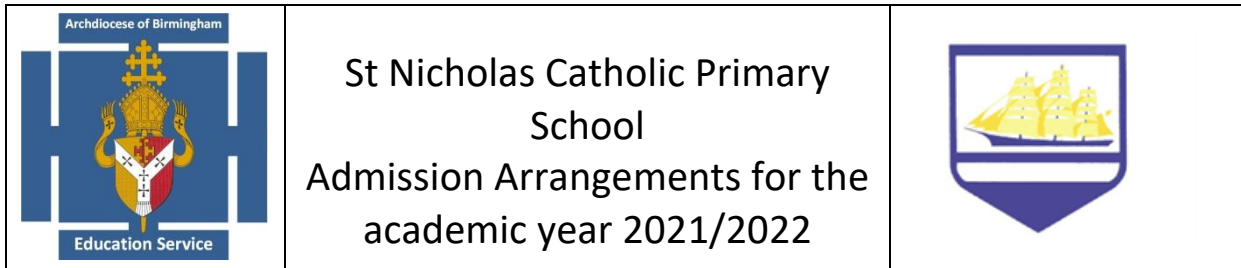 Archdiocese of Birmingham
Education Service
St Nicholas Catholic Primary
School
Admission Arrangements for the
academic year 2021/2022